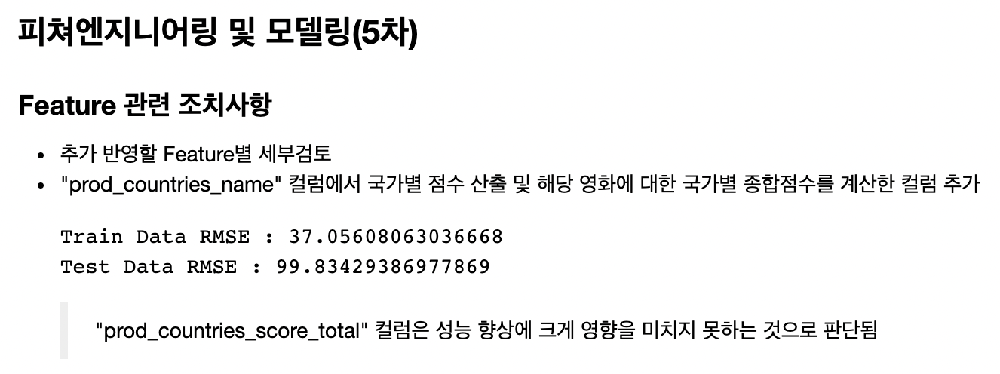 피쳐엔지니어링 및 모델링(5차)
Feature 관련 조치사항
• 추가 반영할 Feature별 세부검토
• "prod_countries_name" 컬럼에서 국가별 점수 산출 및 해당 영화에 대한 국가별 종합점수를 계산한 컬럼 추가
Train Data RMSE : 37.05608063036668
Test Data RMSE : 99.83429386977869
"prod_countries_score_total" 컬럼은 성능 향상에 크게 영향을 미치지 못하는 것으로 판단됨